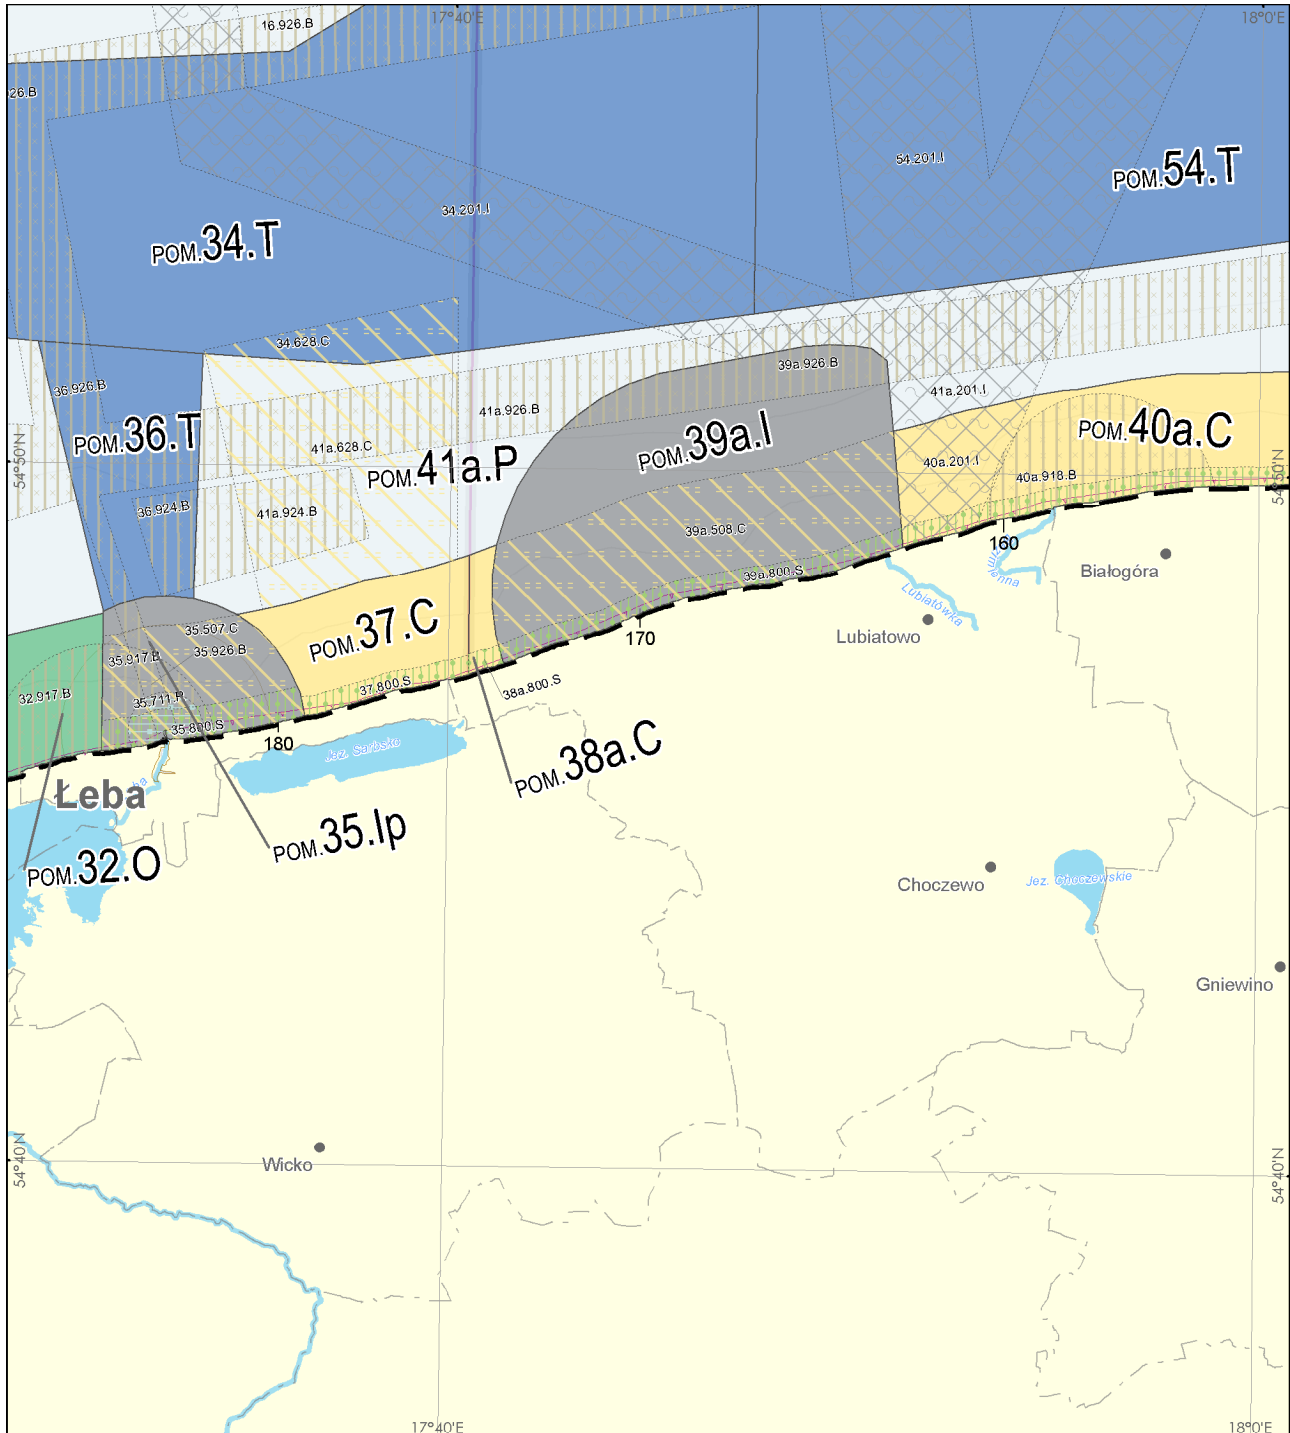 17°40'E
18°0'E
16.926.B
26.B
54.201.I
POM.54.T
34.201.I
POM.34.T
34.628.C
39a.926.B
36.926.B
41a.201.I
41a.926.B
POM.36.T
POM.39a.I
POM.40a.C
41a.628.C
54°50'N
POM.41a.P
40a.201.I
40a.918.B
54°50'N
36.924.B
41a.924.B
39a.508.C
160
Białogóra
39a.800.S
Lubiatówka
35.507.C
POM.37.C
170
Lubiatowo
35.926.B
35.917.B
32.917.B
37.800.S
38a.800.S
35.711.R
35.800.S
180
Jez. Sarbsko
POM.38a.C
Łeba
POM.35.Ip
POM.32.O
Choczewo
Jez. Choczewskie
Gniewino
54°40'N
Wicko
54°40'N
17°40'E
18°0'E